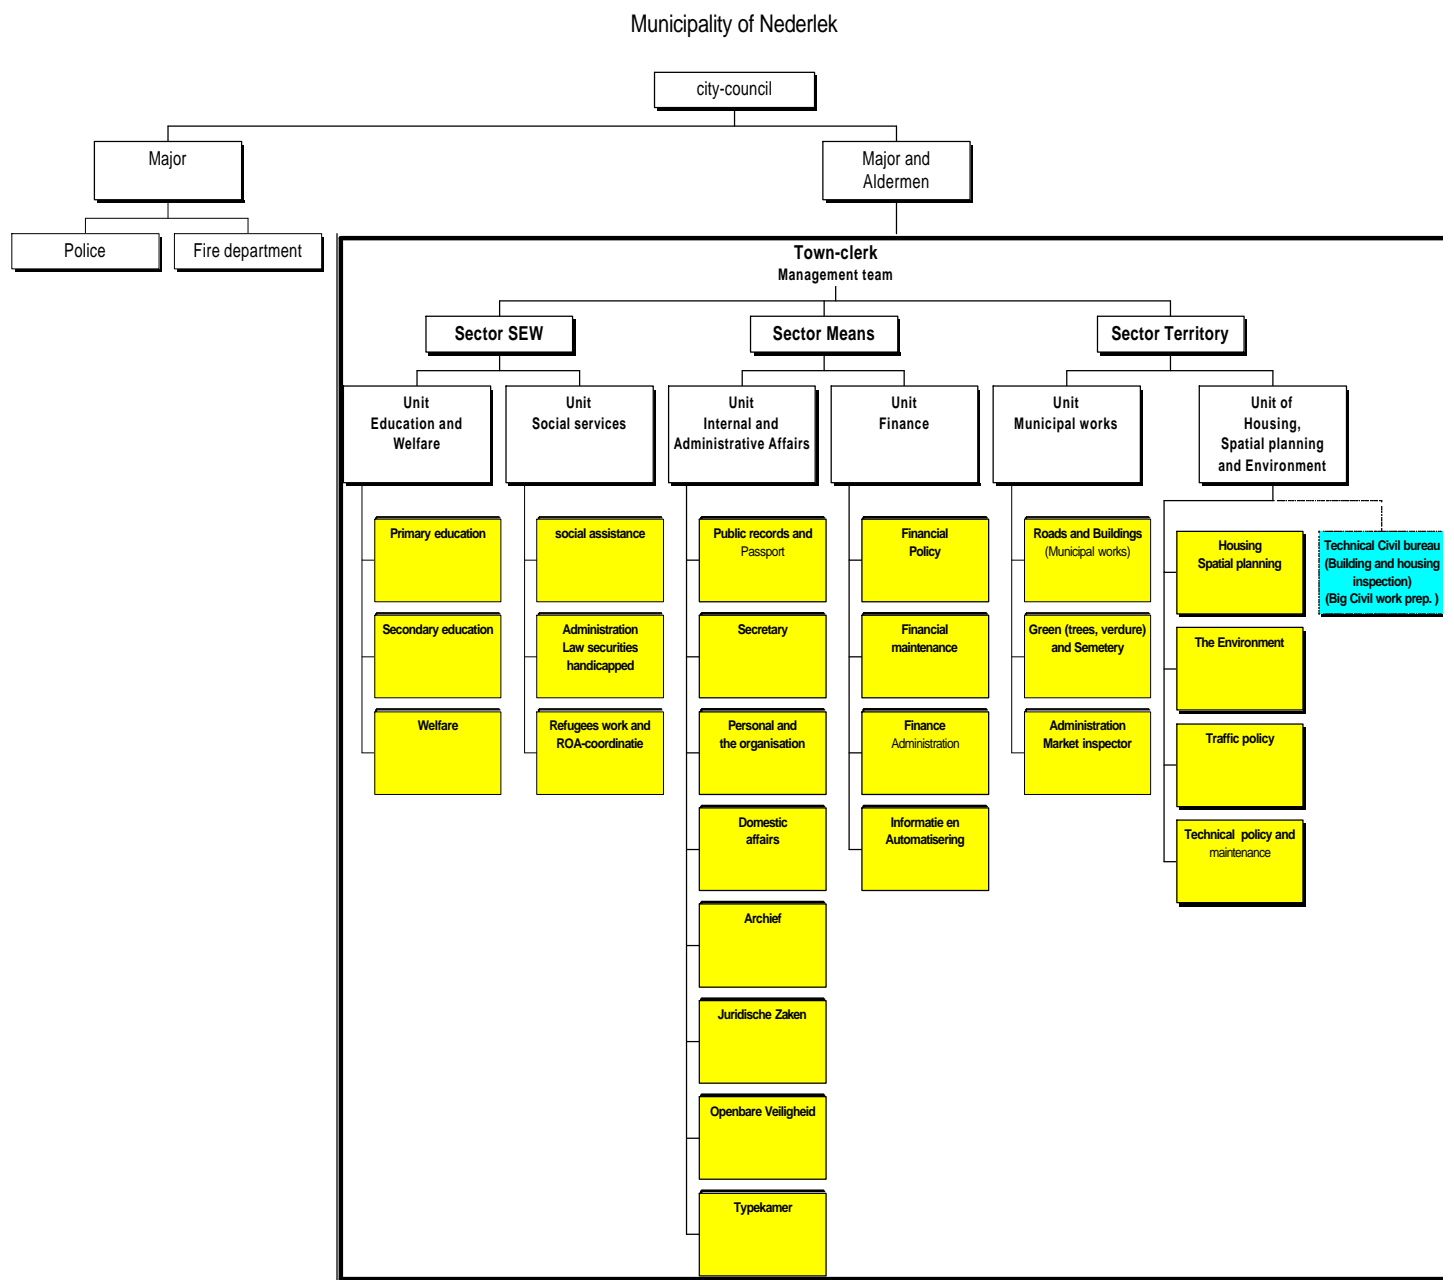 Municipality of Nederlek
city-council
Major
Major and
Aldermen
Police
Fire department
Town-clerk
Management team
Sector SEW
Sector Means
Sector Territory
Unit
Education and
Welfare
Unit
Social services
Unit
Internal and
Administrative Affairs
Unit
Finance
Unit
Municipal works
Unit of
Housing,
Spatial planning
and Environment
Primary education
Secondary education
Welfare
social assistance
Administration
Law securities
handicapped
Refugees work and
ROA-coordinatie
Public records and
Passport
Secretary
Personal and
the organisation
Domestic
affairs
Archief
Juridische Zaken
Openbare Veiligheid
Typekamer
Financial
Policy
Financial
maintenance
Finance
Administration
Informatie en
Automatisering
Roads and Buildings
(Municipal works)
Green (trees, verdure)
and Semetery
Administration
Market inspector
Housing
Spatial planning
The Environment
Traffic policy
Technical policy and
maintenance
Technical Civil bureau
(Building and housing
inspection)
(Big Civil work prep. )